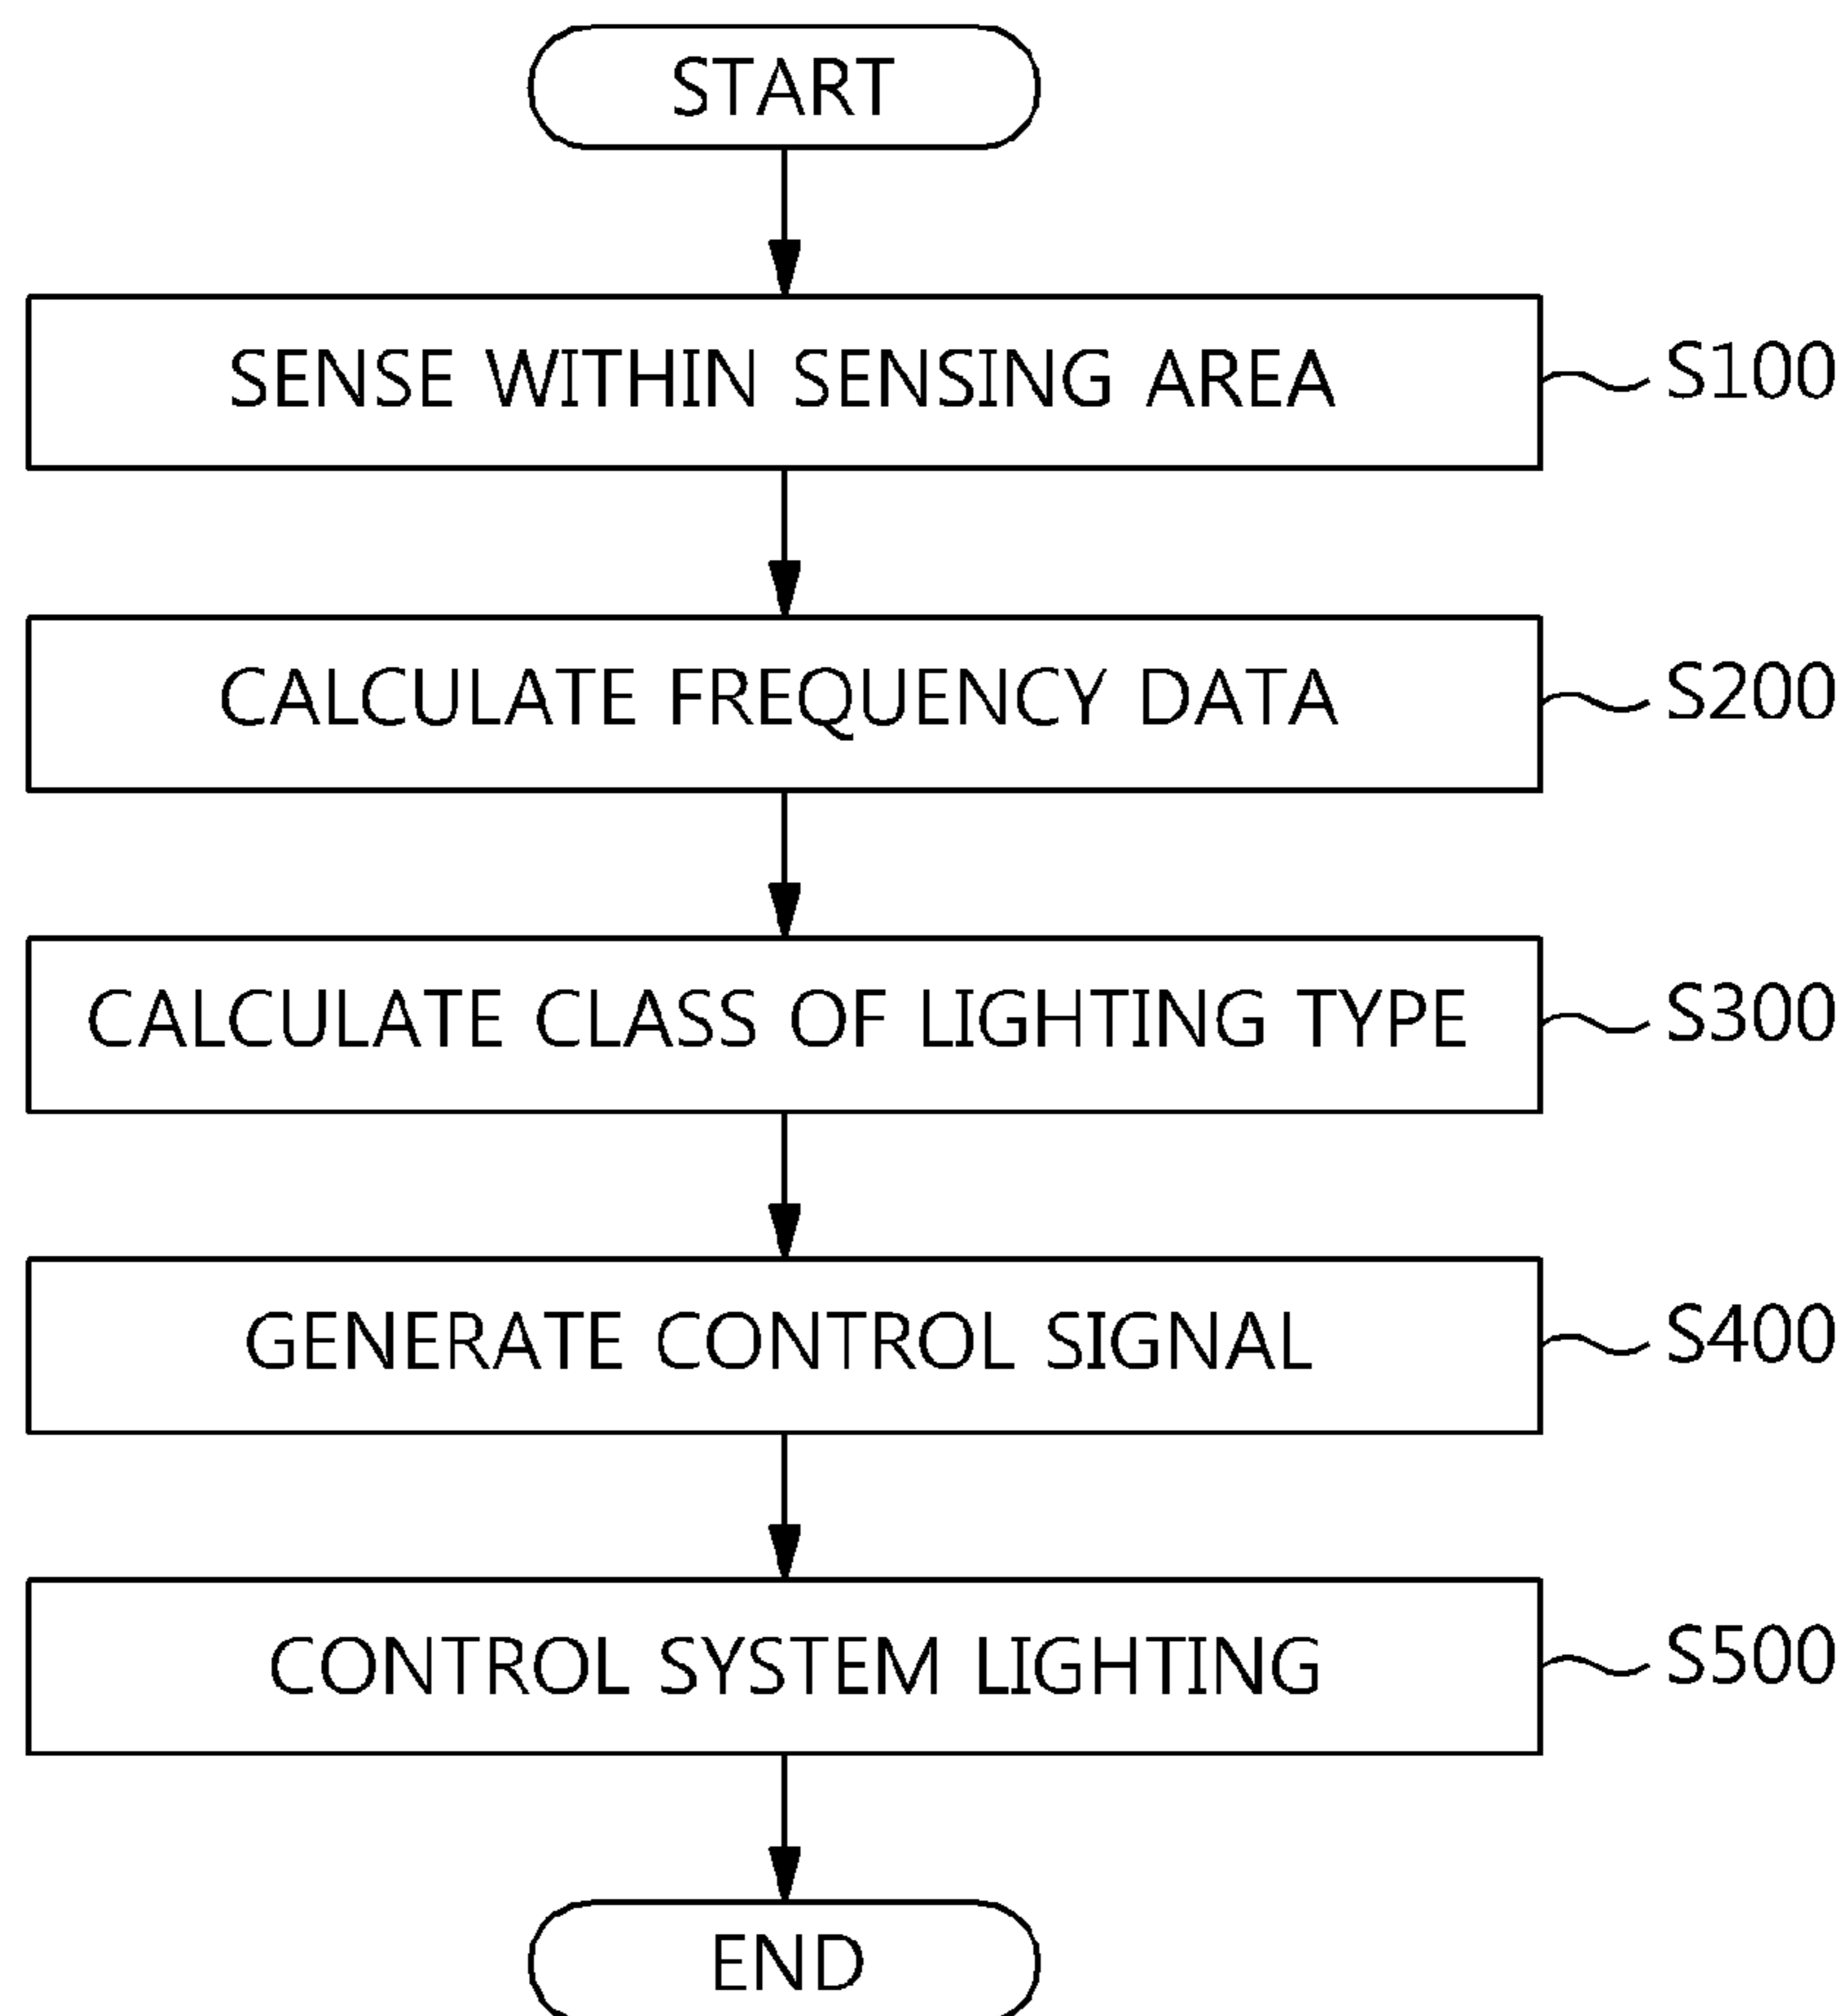 START
SENSE WITHIN SENSING AREA
S100
CALCULATE FREQUENCY DATA
S200
CALCULATE CLASS OF LIGHTING TYPE
S300
GENERATE CONTROL SIGNAL
S400
CONTROL SYSTEM LIGHTING
S500
END